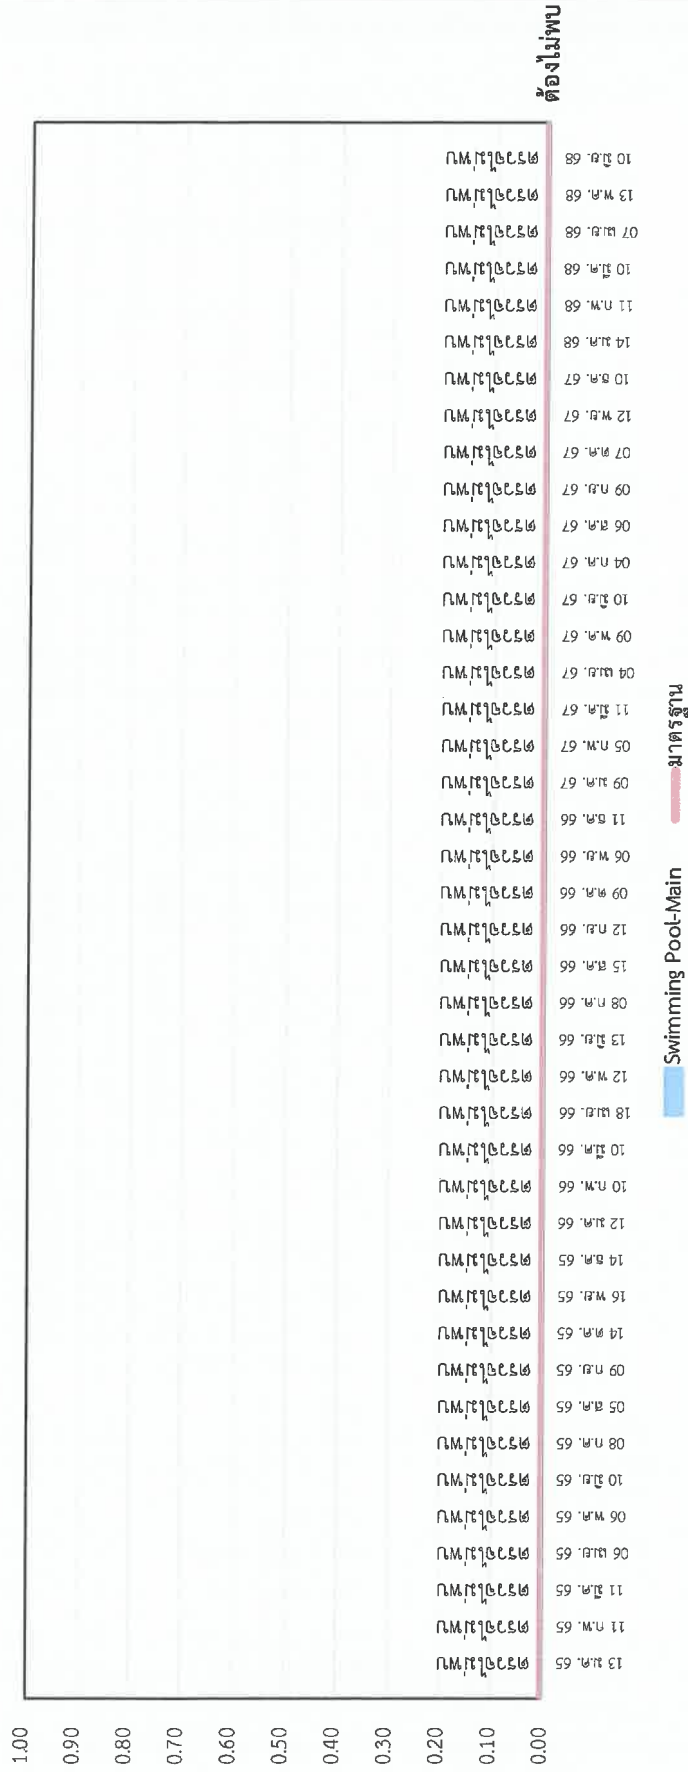 1.00
0.90
0.80
0.70
0.60
0.50
0.40
0.30
0.20
0.10
0.00
ตรวจไม่พบ ตรวจไม่พบ ตรวจไม่พบ ตรวจไม่พบ ตรวจไม่พบ ตรวจไม่พบ ตรวจไม่พบ ตรวจไม่พบ ตรวจไม่พบ ตรวจไม่พบ ตรวจไม่พบ ตรวจไม่พบ ตรวจไม่พบ ตรวจไม่พบ ตรวจไม่พบ ตรวจไม่พบ ตรวจไม่พบ ตรวจไม่พบ ตรวจไม่พบ ตรวจไม่พบ ตรวจไม่พบ ตรวจไม่พบ ตรวจไม่พบ ตรวจไม่พบ ตรวจไม่พบ ตรวจไม่พบ ตรวจไม่พบ ตรวจไม่พบ ตรวจไม่พบ ตรวจไม่พบ ตรวจไม่พบ ตรวจไม่พบ ตรวจไม่พบ ตรวจไม่พบ ตรวจไม่พบ ตรวจไม่พบ ตรวจไม่พบ ตรวจไม่พบ ตรวจไม่พบ ตรวจไม่พบ ตรวจไม่พบ ตรวจไม่พบ
ต้องไม่พบ
13 ม.ค. 65
11 ก.พ. 65
11 มี.ค. 65
06 เม.ย. 65
06 พ.ค. 65
10 มิ.ย. 65
08 ก.ค. 65
05 ส.ค. 65
09 ก.ย. 65
14 ต.ค. 65
16 พ.ย. 65
14 ธ.ค. 65
12 ม.ค. 66
10 ก.พ. 66
10 มี.ค. 66
18 เม.ย. 66
12 พ.ค. 66
13 มิ.ย. 66
08 ก.ค. 66
15 ส.ค. 66
12 ก.ย. 66
09 ต.ค. 66
06 พ.ย. 66
11 ธ.ค. 66
09 ม.ค. 67
05 ก.พ. 67
11 มี.ค. 67
04 เม.ย. 67
09 พ.ค. 67
10 มิ.ย. 67
04 ก.ค. 67
06 ส.ค. 67
09 ก.ย. 67
07 ต.ค. 67
12 พ.ย. 67
10 ธ.ค. 67
14 ม.ค. 68
11 ก.พ. 68
10 มี.ค. 68
07 เม.ย. 68
13 พ.ค. 68
10 มิ.ย. 68
Swimming Pool-Main
มาตรฐาน